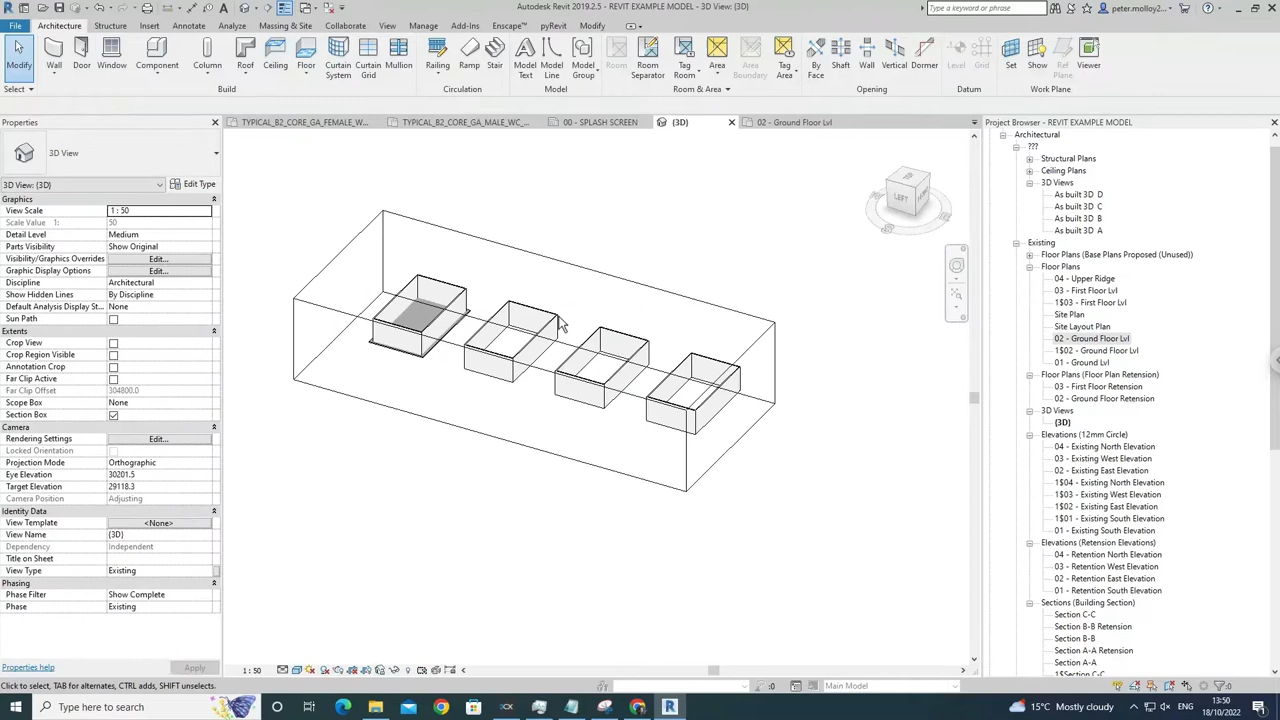 Autodesk Revit 2019.2.5 - REVIT EXAMPLE MODEL - 3D View: {3D}
Type a keyword or phrase
peter.molloy2...
File Architecture Structure Steel Systems Insert Annotate Analyze Massing & Site Collaborate View Manage Add-Ins Enscape™ Modify
Modify Wall Door Window Component Column Roof Ceiling Floor Curtain System Curtain Grid Mullion Railing Ramp Stair Model Text Model Line Model Group Room Room Separator Tag Room Area Area Boundary Tag Area By Face Shaft Wall Vertical Dormer Level Grid Set Show Ref Plane Viewer
Select Build Circulation Model Room & Area Opening Datum Work Plane
Properties
TYPICAL_B2_CORE_GA_FEMALE_W... TYPICAL_B2_CORE_GA_MALE_WC_... 00 - SPLASH SCREEN {3D} 02 - Ground Floor Lvl
Project Browser - REVIT EXAMPLE MODEL
3D View
3D View: {3D} Edit Type
Graphics
View Scale 1 : 50
Scale Value 1: 50
Detail Level Medium
Parts Visibility Show Original
Visibility/Graphics Overrides Edit...
Graphic Display Options Edit...
Discipline Architectural
Show Hidden Lines By Discipline
Default Analysis Display St... None
Sun Path
Extents
Crop View
Crop Region Visible
Annotation Crop
Far Clip Active
Far Clip Offset 304800.0
Scope Box None
Section Box
Camera
Rendering Settings Edit...
Locked Orientation
Projection Mode Orthographic
Eye Elevation 30201.5
Target Elevation 29118.3
Camera Position Adjusting
Identity Data
View Template <None>
View Name {3D}
Dependency Independent
Title on Sheet
View Type Existing
Phasing
Phase Filter Show Complete
Phase Existing
Properties help Apply
TOP
LEFT
Architectural
???
Structural Plans
Ceiling Plans
3D Views
As built 3D D
As built 3D C
As built 3D B
As built 3D A
Existing
Floor Plans (Base Plans Proposed (Unused))
Floor Plans
04 - Upper Ridge
03 - First Floor Lvl
1$03 - First Floor Lvl
Site Plan
Site Layout Plan
02 - Ground Floor Lvl
1$02 - Ground Floor Lvl
01 - Ground Lvl
Floor Plans (Floor Plan Retension)
03 - First Floor Retension
02 - Ground Floor Retension
3D Views
{3D}
Elevations (12mm Circle)
04 - Existing North Elevation
03 - Existing West Elevation
02 - Existing East Elevation
1$04 - Existing North Elevation
1$03 - Existing West Elevation
1$02 - Existing East Elevation
1$01 - Existing South Elevation
01 - Existing South Elevation
Elevations (Retension Elevations)
04 - Retension North Elevation
03 - Retension West Elevation
02 - Retension East Elevation
01 - Retension South Elevation
Sections (Building Section)
Section C-C
Section B-B Retension
Section B-B
Section A-A Retension
Section A-A
1$Section C-C
1 : 50
Click to select, TAB for alternates, CTRL adds, SHIFT unselects.
:0 Main Model :0
Type here to search
15°C Mostly cloudy
13:50
18/10/2022